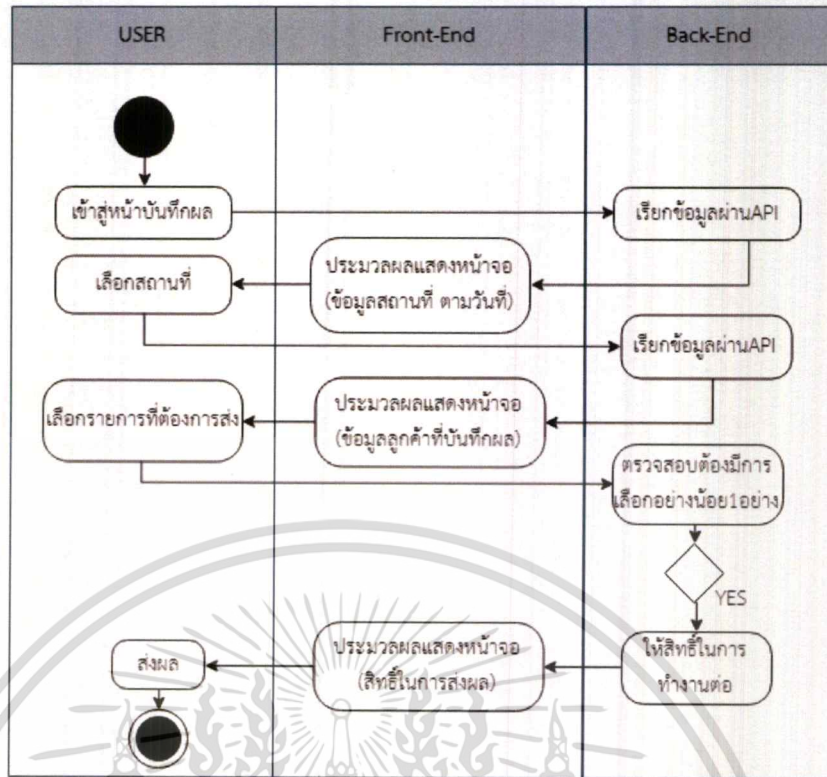 USER
Front-End
Back-End
เข้าสู่หน้าบันทึกผล
เรียกข้อมูลผ่านAPI
ประมวลผลแสดงหน้าจอ
(ข้อมูลสถานที่ ตามวันที่)
เลือกสถานที่
เรียกข้อมูลผ่านAPI
ประมวลผลแสดงหน้าจอ
(ข้อมูลลูกค้าที่บันทึกผล)
เลือกรายการที่ต้องการส่ง
ตรวจสอบต้องมีการ
เลือกอย่างน้อย1อย่าง
YES
ให้สิทธิ์ในการ
ทำงานต่อ
ประมวลผลแสดงหน้าจอ
(สิทธิ์ในการส่งผล)
ส่งผล